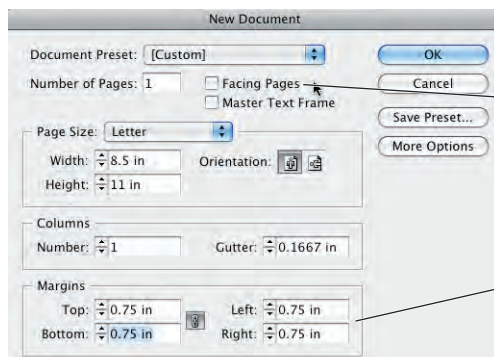 New Document
Document Preset: [Custom]
OK
Number of Pages: 1
Facing Pages
Cancel
Master Text Frame
Save Preset...
Page Size: Letter
More Options
Width: 8.5 in
Orientation:
Height: 11 in
Columns
Number: 1
Gutter: 0.1667 in
Margins
Top: 0.75 in
Left: 0.75 in
Bottom: 0.75 in
Right: 0.75 in